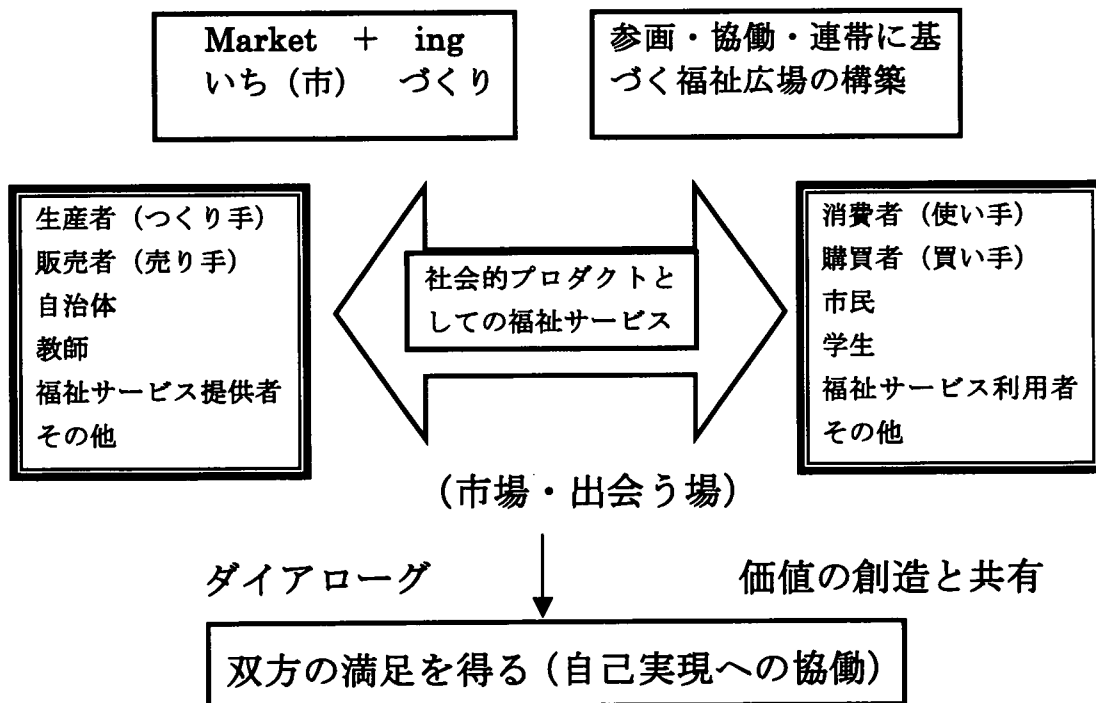 Market + ing
いち（市） づくり
参画・協働・連帯に基
づく福祉広場の構築
生産者（つくり手）
販売者（売り手）
自治体
教師
福祉サービス提供者
その他
社会的プロダクトと
しての福祉サービス
消費者（使い手）
購買者（買い手）
市民
学生
福祉サービス利用者
その他
（市場・出会う場）
ダイアローグ
価値の創造と共有
双方の満足を得る（自己実現への協働）